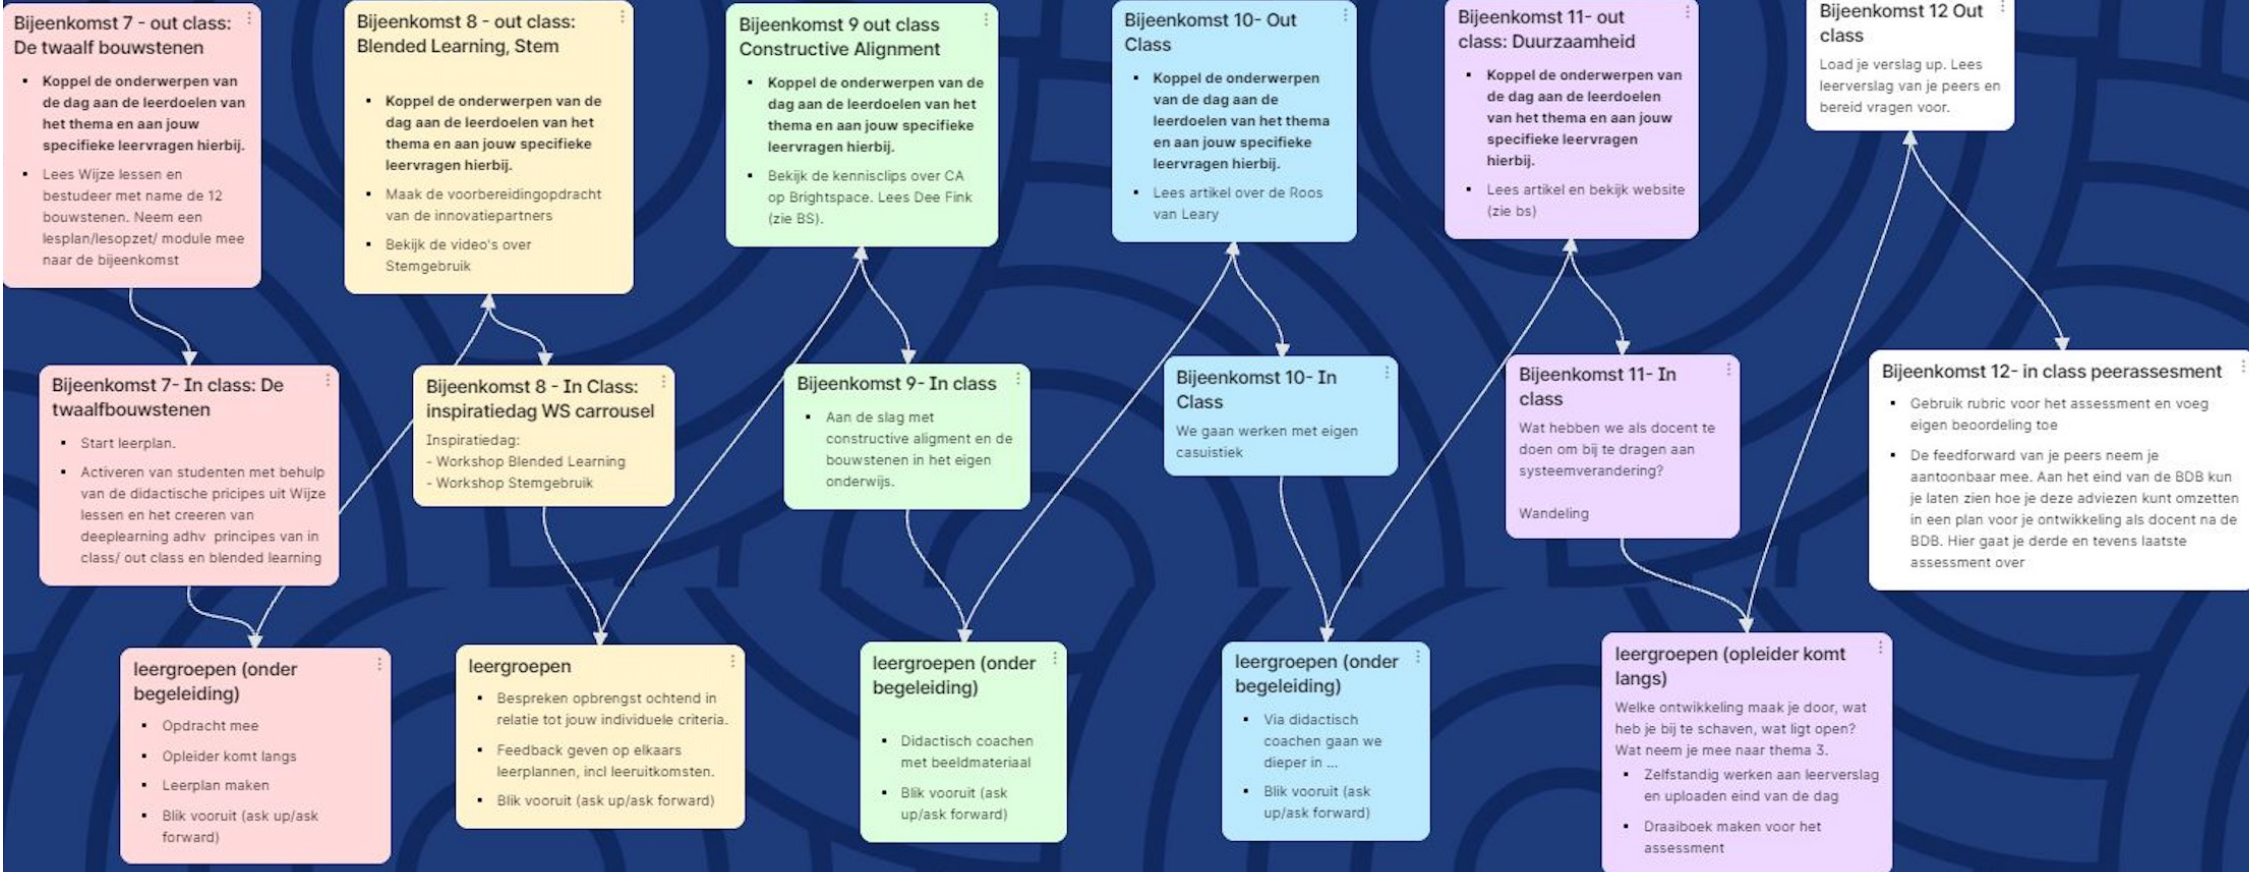 Bijeenkomst 7 - out class:
De twaalf bouwstenen
Koppel de onderwerpen van
de dag aan de leerdoelen van
het thema en aan jouw
specifieke leervragen hierbij.
Lees Wijze lessen en
bestudeer met name de 12
bouwstenen. Neem een
lesplan/lesopzet/ module mee
naar de bijeenkomst
Bijeenkomst 8 - out class:
Blended Learning, Stem
Koppel de onderwerpen van de
dag aan de leerdoelen van het
thema en aan jouw specifieke
leervragen hierbij.
Maak de voorbereidingopdracht
van de innovatiepartners
Bekijk de video's over
Stemgebruik
Bijeenkomst 9 out class
Constructive Alignment
Koppel de onderwerpen van de
dag aan de leerdoelen van het
thema en aan jouw specifieke
leervragen hierbij.
Bekijk de kennisclips over CA
op Brightspace. Lees Dee Fink
(zie BS).
Bijeenkomst 10- Out
Class
Koppel de onderwerpen
van de dag aan de
leerdoelen van het thema
en aan jouw specifieke
leervragen hierbij.
Lees artikel over de Roos
van Leary
Bijeenkomst 11- out
class: Duurzaamheid
Koppel de onderwerpen van
de dag aan de leerdoelen
van het thema en aan jouw
specifieke leervragen
hierbij.
Lees artikel en bekijk website
(zie bs)
Bijeenkomst 12 Out
class
Load je verslag up. Lees
leerverslag van je peers en
bereid vragen voor.
Bijeenkomst 7- In class: De
twaalfbouwstenen
Start leerplan.
Activeren van studenten met behulp
van de didactische pricipes uit Wijze
lessen en het creeren van
deeplearning adhv principes van in
class/ out class en blended learning
Bijeenkomst 8 - In Class:
inspiratiedag WS carrousel
Inspiratiedag:
- Workshop Blended Learning
- Workshop Stemgebruik
Bijeenkomst 9- In class
Aan de slag met
constructive aligment en de
bouwstenen in het eigen
onderwijs.
Bijeenkomst 10- In
Class
We gaan werken met eigen
casuistiek
Bijeenkomst 11- In
class
Wat hebben we als docent te
doen om bij te dragen aan
systeemverandering?
Wandeling
Bijeenkomst 12- in class peerassesment
Gebruik rubric voor het assessment en voeg
eigen beoordeling toe
De feedforward van je peers neem je
aantoonbaar mee. Aan het eind van de BDB kun
je laten zien hoe je deze adviezen kunt omzetten
in een plan voor je ontwikkeling als docent na de
BDB. Hier gaat je derde en tevens laatste
assessment over
leergroepen (onder
begeleiding)
Opdracht mee
Opleider komt langs
Leerplan maken
Blik vooruit (ask up/ask
forward)
leergroepen
Bespreken opbrengst ochtend in
relatie tot jouw individuele criteria.
Feedback geven op elkaars
leerplannen, incl leeruitkomsten.
Blik vooruit (ask up/ask forward)
leergroepen (onder
begeleiding)
Didactisch coachen
met beeldmateriaal
Blik vooruit (ask
up/ask forward)
leergroepen (onder
begeleiding)
Via didactisch
coachen gaan we
dieper in ...
Blik vooruit (ask
up/ask forward)
leergroepen (opleider komt
langs)
Welke ontwikkeling maak je door, wat
heb je bij te schaven, wat ligt open?
Wat neem je mee naar thema 3.
Zelfstandig werken aan leerverslag
en uploaden eind van de dag
Draaiboek maken voor het
assessment